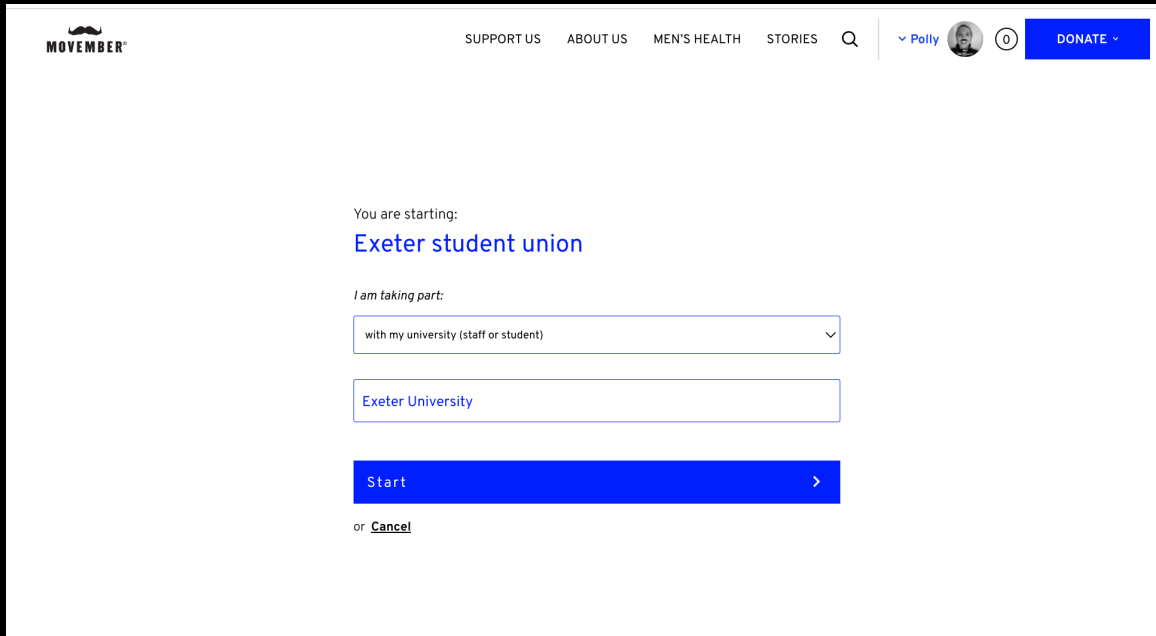 MOVEMBER®
SUPPORT US ABOUT US MEN'S HEALTH STORIES Polly 0 DONATE
You are starting:
Exeter student union
I am taking part:
with my university (staff or student)
Exeter University
Start
or Cancel